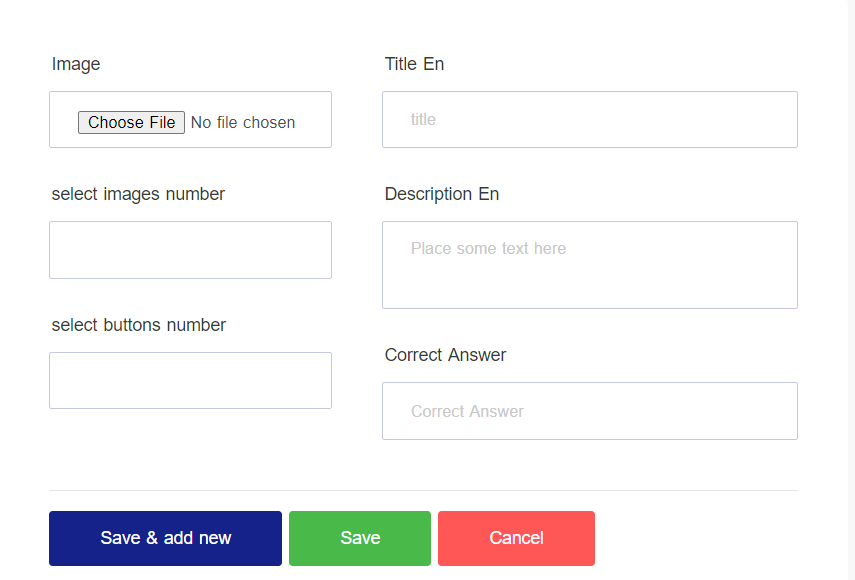 Image
Choose File No file chosen
select images number
select buttons number
Title En
title
Description En
Place some text here
Correct Answer
Correct Answer
Save & add new
Save
Cancel